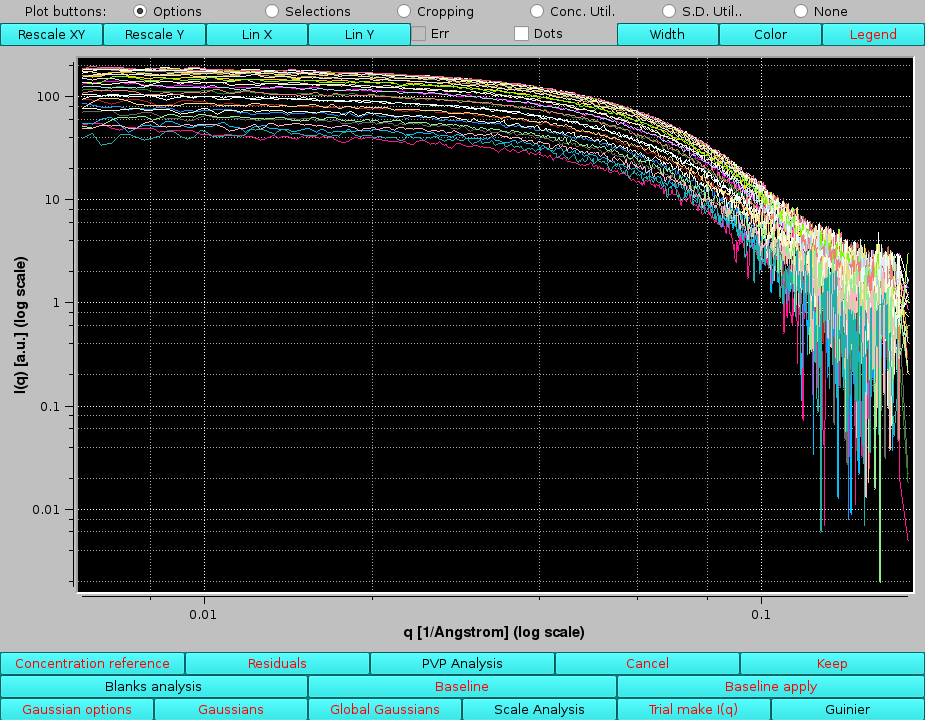 Plot buttons: Options Selections Cropping Conc. Util. S.D. Util.. None
Rescale XY Rescale Y Lin X Lin Y Err Dots Width Color Legend
100
10
1
0.1
0.01
I(q) [a.u.] (log scale)
0.01 0.1
q [1/Angstrom] (log scale)
Concentration reference Residuals PVP Analysis Cancel Keep
Blanks analysis Baseline Baseline apply
Gaussian options Gaussians Global Gaussians Scale Analysis Trial make I(q) Guinier